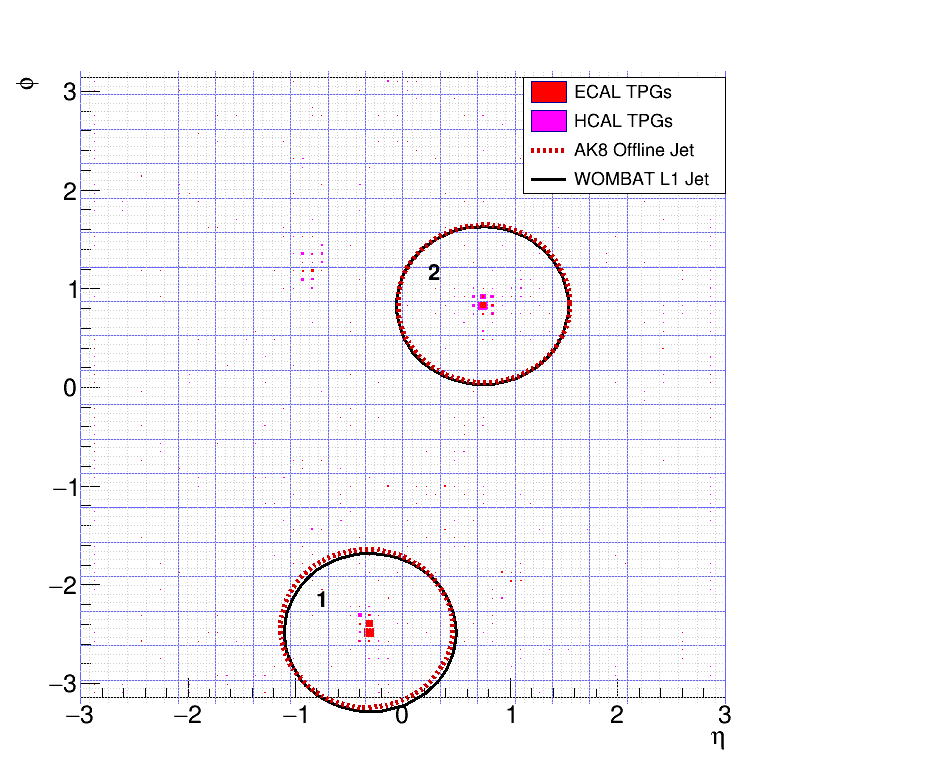 φ
3
2
1
0
−1
−2
−3
ECAL TPGs
HCAL TPGs
AK8 Offline Jet
WOMBAT L1 Jet
2
1
−3 −2 −1 0 1 2 3
η